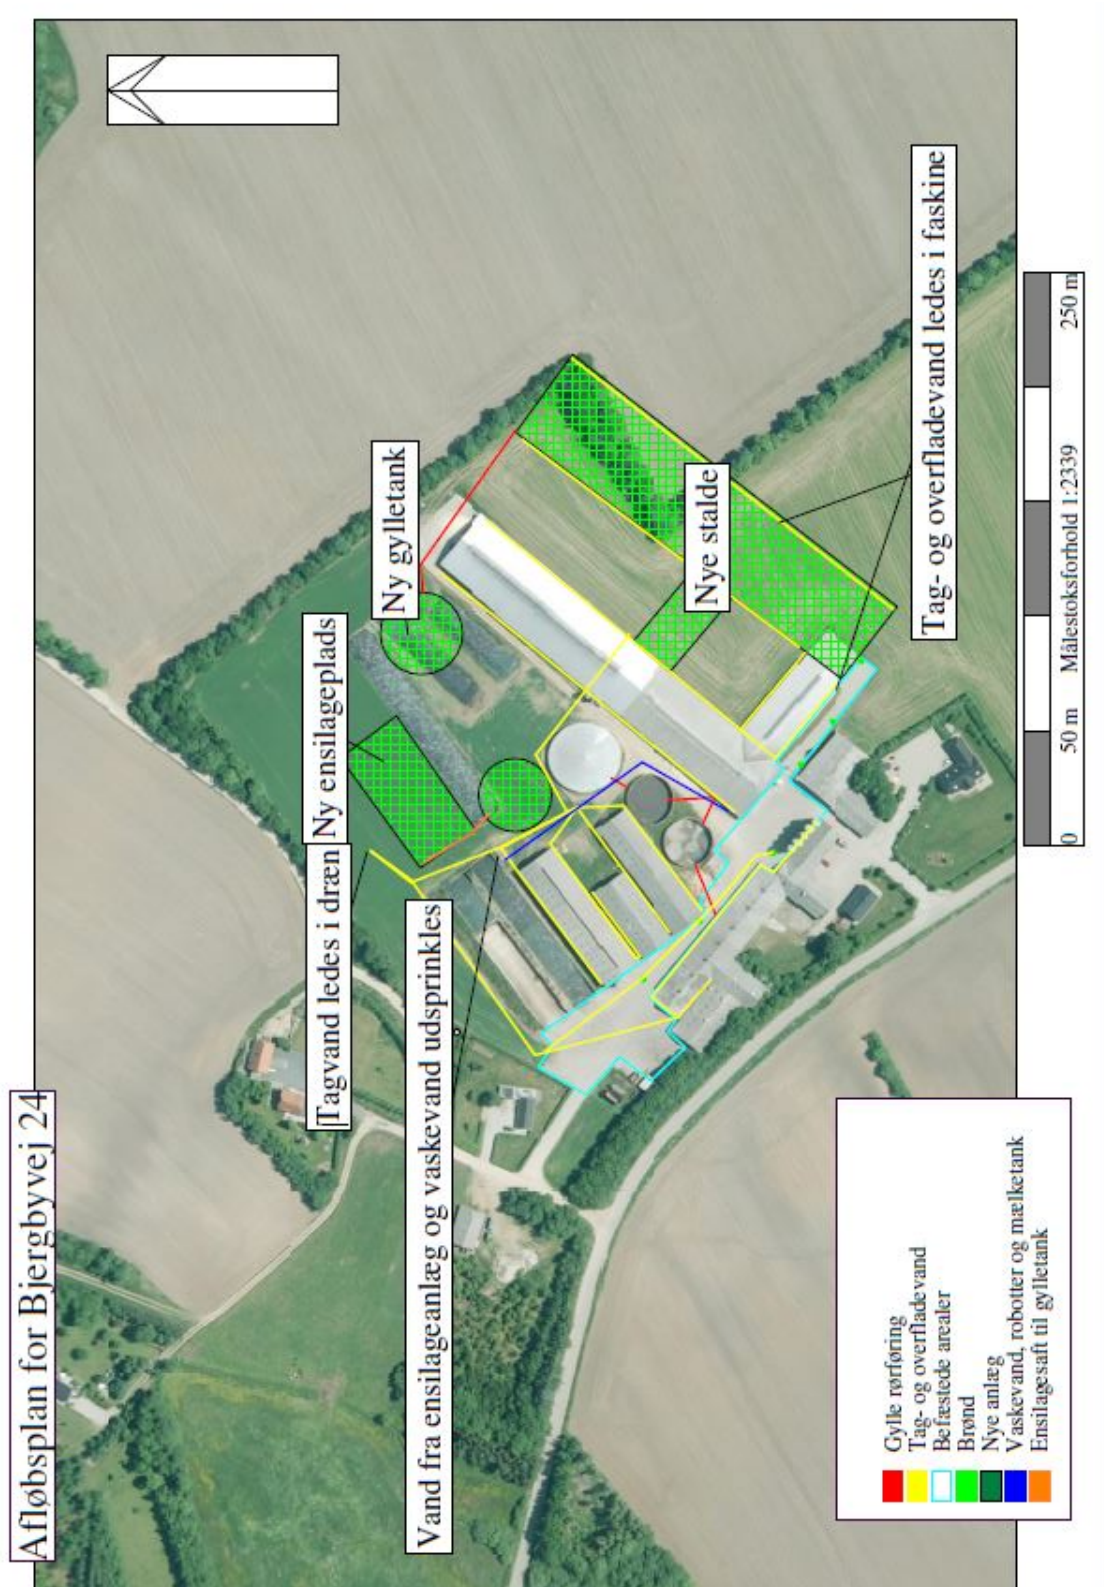 Afløbsplan for Bjergbyvej 24
Tagvand ledes i dræn
Ny ensilageplads
Ny gylletank
Vand fra ensilageanlæg og vaskevand udsprinkles
Nye stalde
Tag- og overfladevand ledes i faskine
Gylle rørføring
Tag- og overfladevand
Befæstede arealer
Brønd
Nye anlæg
Vaskevand, robotter og mælketank
Ensilagesaft til gylletank
0 50 m Målestoksforhold 1:2339 250 m